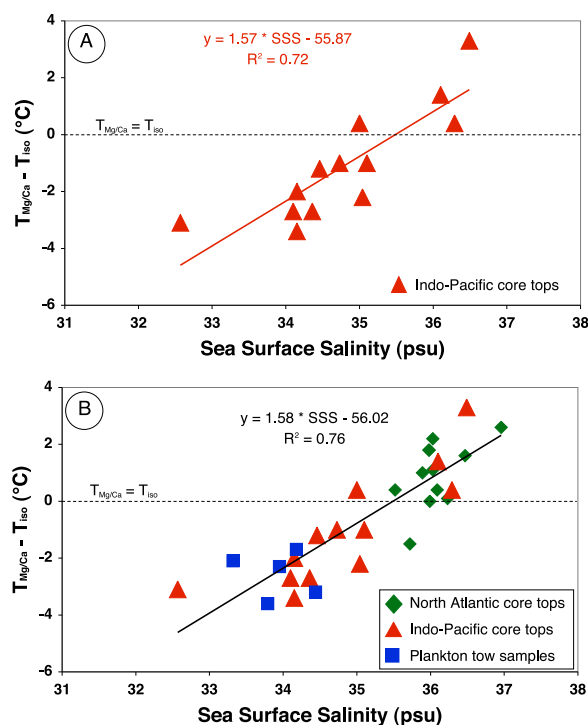 A
y = 1.57 * SSS - 55.87
R² = 0.72
T_Mg/Ca = T_iso
T_Mg/Ca - T_iso (°C)
4
2
0
-2
-4
-6
Indo-Pacific core tops
31 32 33 34 35 36 37 38
Sea Surface Salinity (psu)
B
y = 1.58 * SSS - 56.02
R² = 0.76
T_Mg/Ca = T_iso
T_Mg/Ca - T_iso (°C)
4
2
0
-2
-4
-6
North Atlantic core tops
Indo-Pacific core tops
Plankton tow samples
31 32 33 34 35 36 37 38
Sea Surface Salinity (psu)